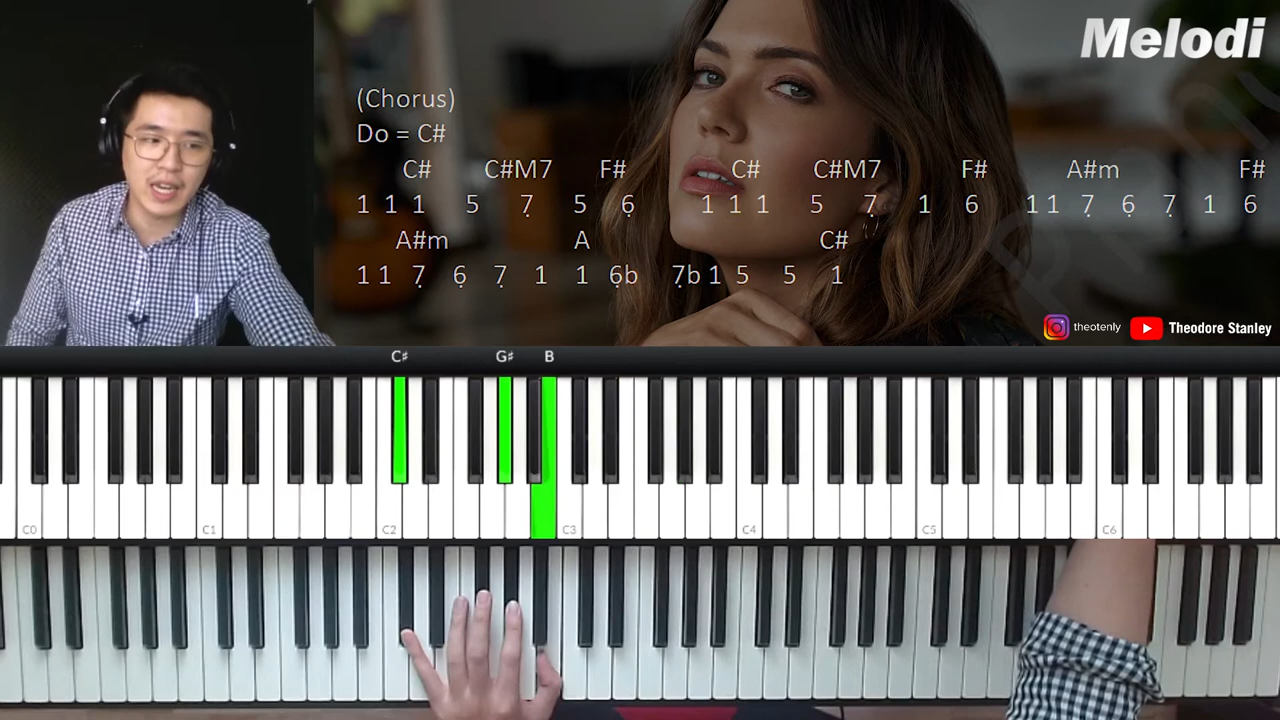 Melodi
(Chorus)
Do = C#
C# C#M7 F# C# C#M7 F# A#m F#
1 1 1 5 7̣ 5 6̣ 1 1 1 5 7̣ 1 6 1 1 7̣ 6̣ 7̣ 1 6̣
A#m A C#
1 1 7̣ 6̣ 7̣ 1 1 6̣b 7̣b 1 5 5 1
theotenly Theodore Stanley
C♯ G♯ B
C0 C1 C2 C3 C4 C5 C6